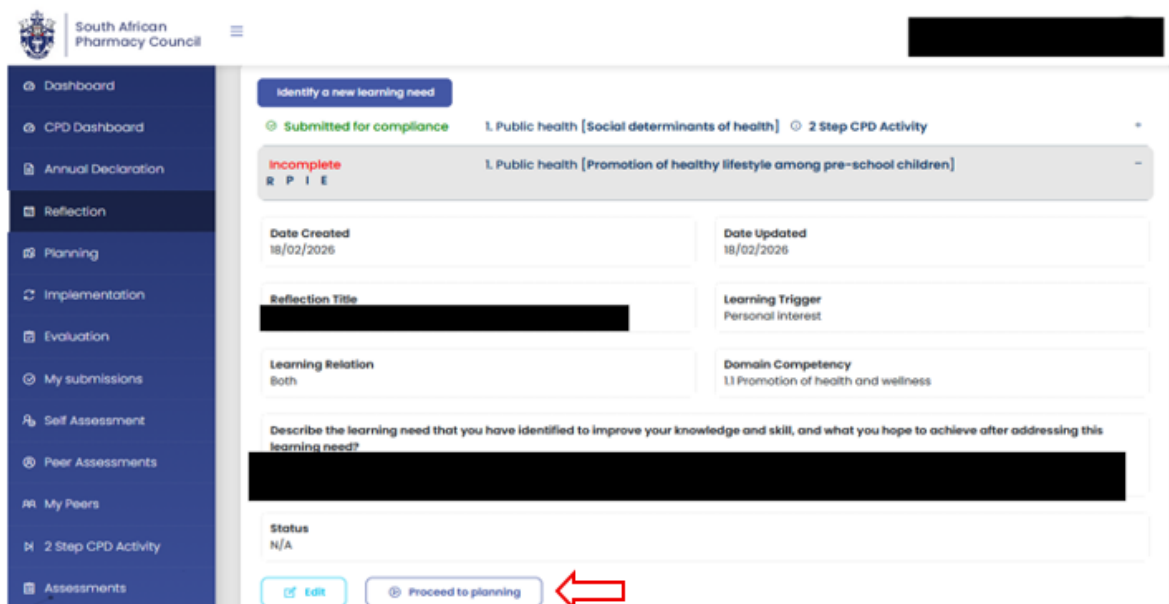 South African
Pharmacy Council
Dashboard
CPD Dashboard
Annual Declaration
Reflection
Planning
Implementation
Evaluation
My submissions
Self Assessment
Peer Assessments
My Peers
2 Step CPD Activity
Assessments
Identify a new learning need
Submitted for compliance 1. Public health [Social determinants of health] 2 Step CPD Activity +
Incomplete 1. Public health [Promotion of healthy lifestyle among pre-school children] -
R P I E
Date Created
18/02/2026
Date Updated
18/02/2026
Reflection Title
Learning Trigger
Personal interest
Learning Relation
Both
Domain Competency
1.1 Promotion of health and wellness
Describe the learning need that you have identified to improve your knowledge and skill, and what you hope to achieve after addressing this
learning need?
Status
N/A
Edit
Proceed to planning